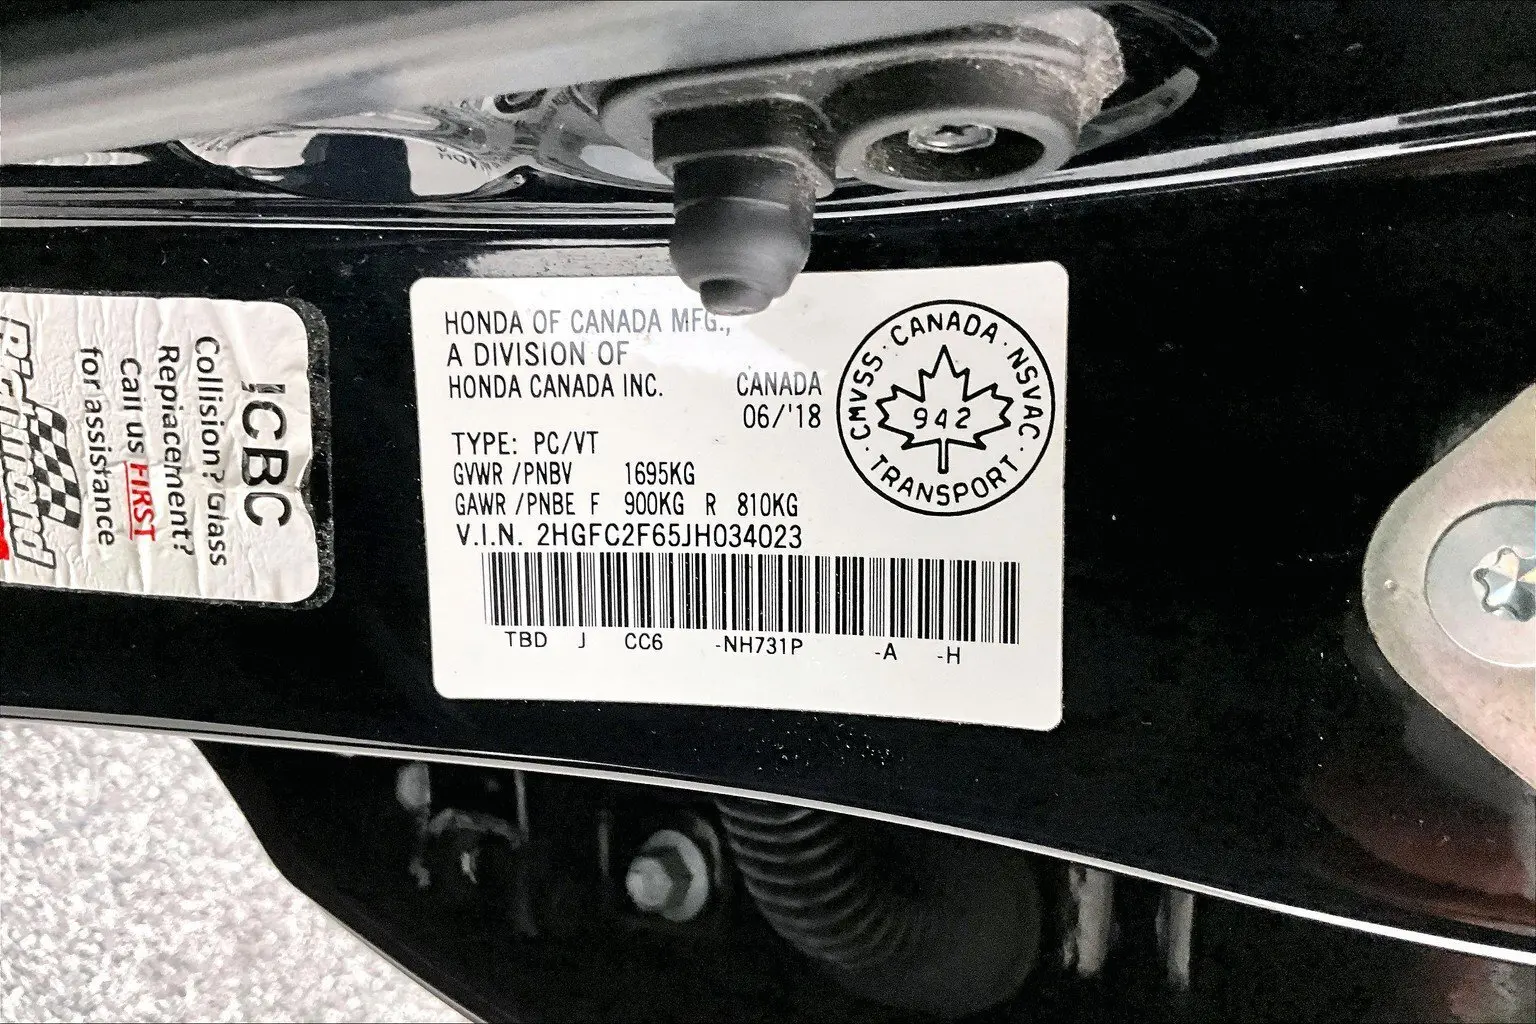 HONDA OF CANADA MFG.,
A DIVISION OF
HONDA CANADA INC.
CANADA
06/'18
TYPE: PC/VT
GVWR /PNBV 1695KG
GAWR /PNBE F 900KG R 810KG
V.I.N. 2HGFC2F65JH034023
TBD J CC6 -NH731P -A -H
CMVSS · CANADA · NSVAC · TRANSPORT ·
942
ICBC
Collision? Glass
Replacement?
Call us FIRST
for assistance